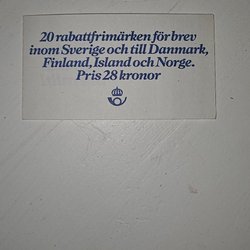 20 rabattfrimärken för brev
inom Sverige och till Danmark,
Finland, Island och Norge.
Pris 28 kronor